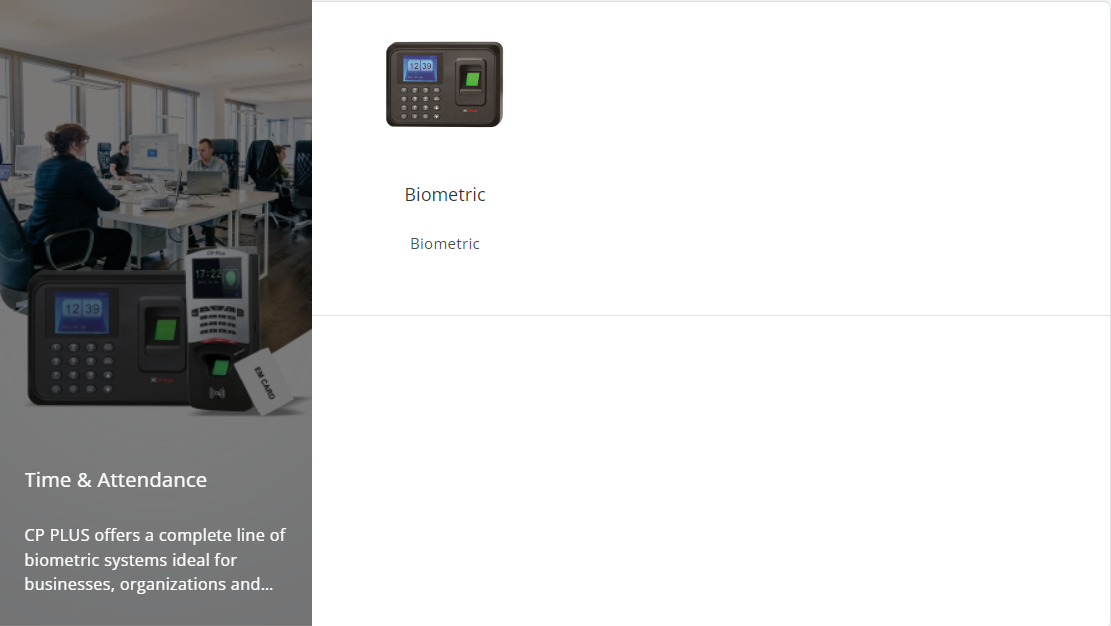 12 39
Biometric
Biometric
CP-Plus
17:22
12 39
EM CARD
Time & Attendance
CP PLUS offers a complete line of
biometric systems ideal for
businesses, organizations and...